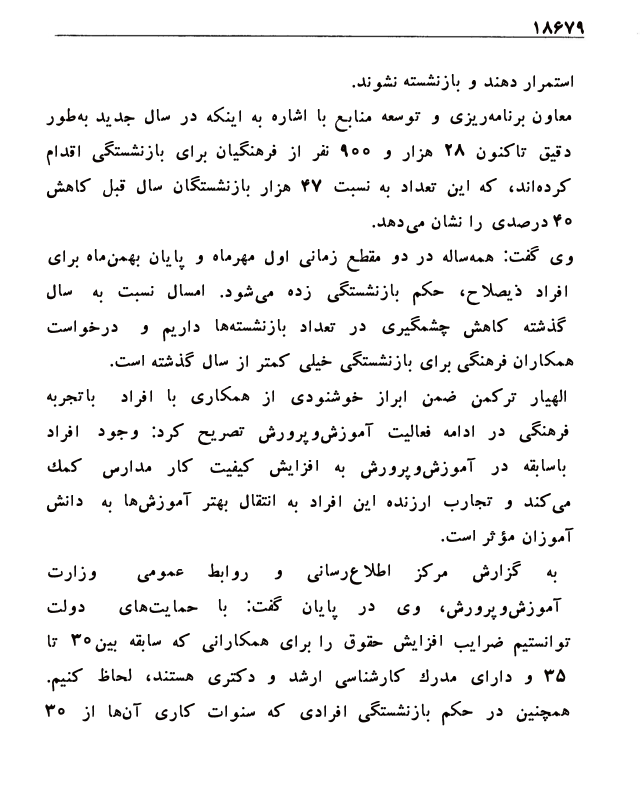 ۱۸۶۷۹
استمرار دهند و بازنشسته نشوند.
معاون برنامه‌ریزی و توسعه منابع با اشاره به اینکه در سال جدید به‌طور
دقیق تاکنون ۲۸ هزار و ۹۰۰ نفر از فرهنگیان برای بازنشستگی اقدام
کرده‌اند، که این تعداد به نسبت ۴۷ هزار بازنشستگان سال قبل کاهش
۴۰ درصدی را نشان می‌دهد.
وی گفت: همه‌ساله در دو مقطع زمانی اول مهرماه و پایان بهمن‌ماه برای
افراد ذیصلاح، حکم بازنشستگی زده می‌شود. امسال نسبت به سال
گذشته کاهش چشمگیری در تعداد بازنشسته‌ها داریم و درخواست
همکاران فرهنگی برای بازنشستگی خیلی کمتر از سال گذشته است.
الهیار ترکمن ضمن ابراز خوشنودی از همکاری با افراد باتجربه
فرهنگی در ادامه فعالیت آموزش‌وپرورش تصریح کرد: وجود افراد
باسابقه در آموزش‌وپرورش به افزایش کیفیت کار مدارس کمك
می‌کند و تجارب ارزنده این افراد به انتقال بهتر آموزش‌ها به دانش
آموزان مؤثر است.
به گزارش مرکز اطلاع‌رسانی و روابط عمومی وزارت
آموزش‌وپرورش، وی در پایان گفت: با حمایت‌های دولت
توانستیم ضرایب افزایش حقوق را برای همکارانی که سابقه بین ۳۰ تا
۳۵ و دارای مدرك کارشناسی ارشد و دکتری هستند، لحاظ کنیم.
همچنین در حکم بازنشستگی افرادی که سنوات کاری آن‌ها از ۳۰